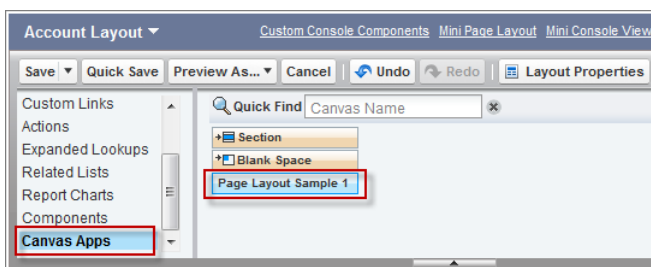 Account Layout Custom Console Components Mini Page Layout Mini Console View
Save Quick Save Preview As... Cancel Undo Redo Layout Properties
Custom Links
Actions
Expanded Lookups
Related Lists
Report Charts
Components
Canvas Apps
Quick Find Canvas Name
Section
Blank Space
Page Layout Sample 1